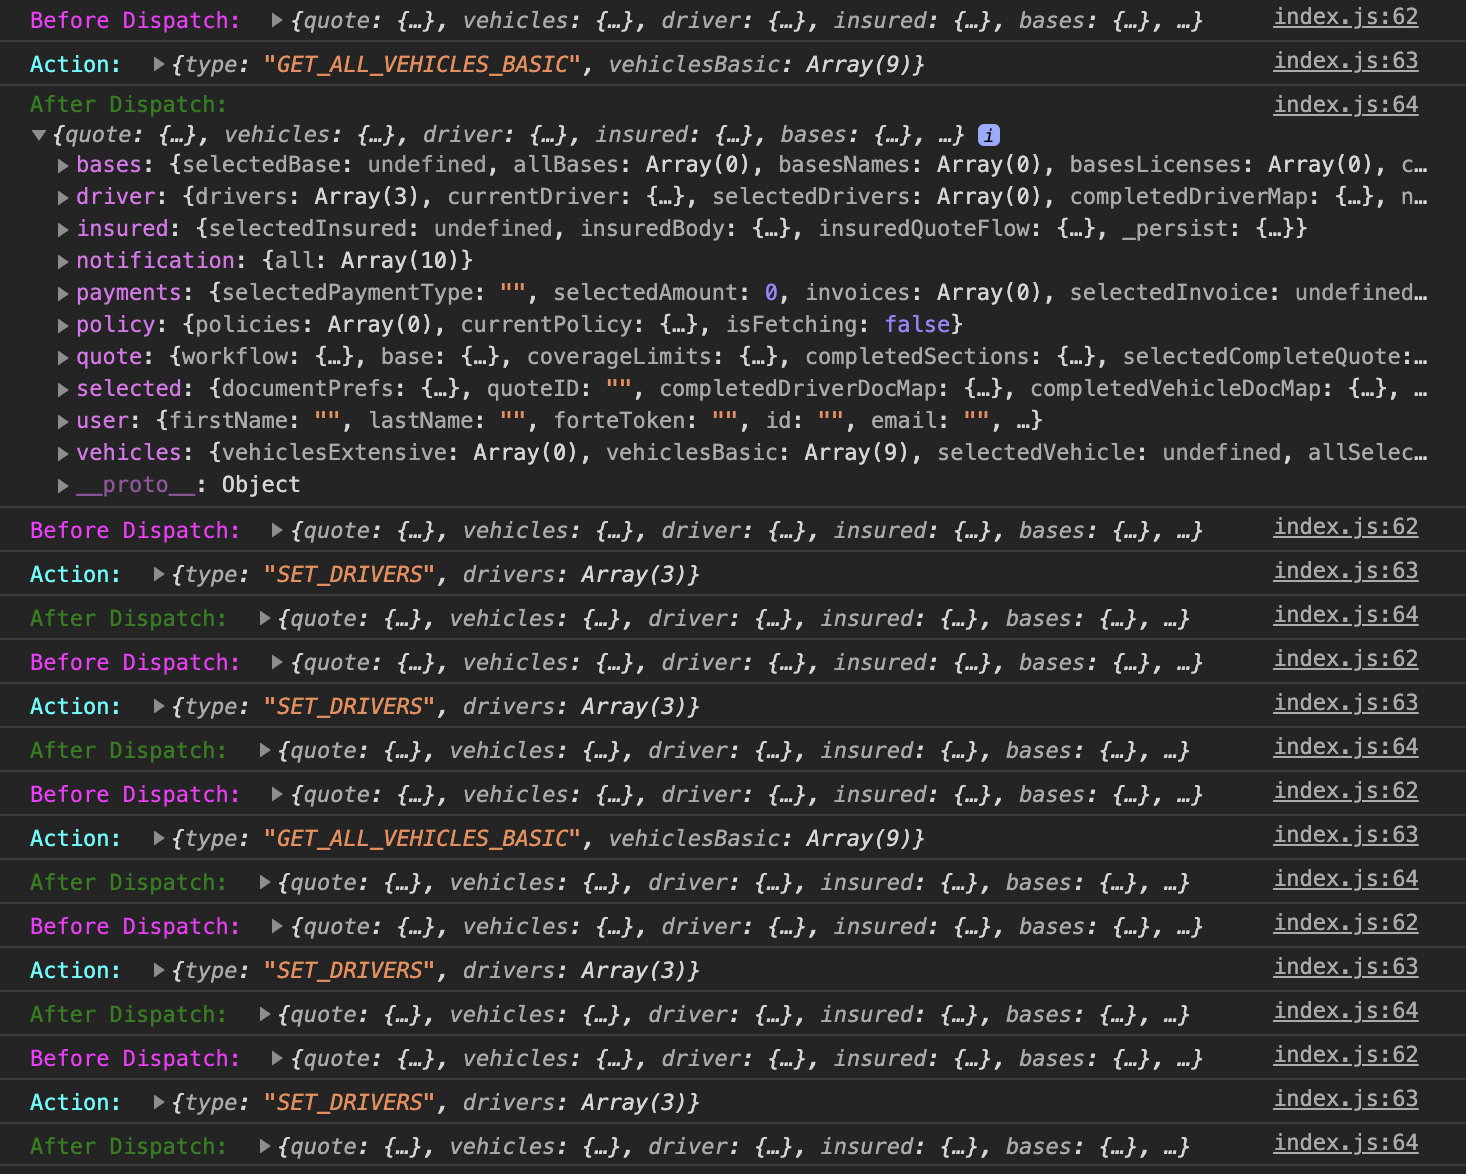 Before Dispatch: {quote: {…}, vehicles: {…}, driver: {…}, insured: {…}, bases: {…}, …} index.js:62
Action: {type: "GET_ALL_VEHICLES_BASIC", vehiclesBasic: Array(9)} index.js:63
After Dispatch: index.js:64
{quote: {…}, vehicles: {…}, driver: {…}, insured: {…}, bases: {…}, …} i
bases: {selectedBase: undefined, allBases: Array(0), basesNames: Array(0), basesLicenses: Array(0), c…
driver: {drivers: Array(3), currentDriver: {…}, selectedDrivers: Array(0), completedDriverMap: {…}, n…
insured: {selectedInsured: undefined, insuredBody: {…}, insuredQuoteFlow: {…}, _persist: {…}}
notification: {all: Array(10)}
payments: {selectedPaymentType: "", selectedAmount: 0, invoices: Array(0), selectedInvoice: undefined…
policy: {policies: Array(0), currentPolicy: {…}, isFetching: false}
quote: {workflow: {…}, base: {…}, coverageLimits: {…}, completedSections: {…}, selectedCompleteQuote:…
selected: {documentPrefs: {…}, quoteID: "", completedDriverDocMap: {…}, completedVehicleDocMap: {…}, …
user: {firstName: "", lastName: "", forteToken: "", id: "", email: "", …}
vehicles: {vehiclesExtensive: Array(0), vehiclesBasic: Array(9), selectedVehicle: undefined, allSelec…
__proto__: Object
Before Dispatch: {quote: {…}, vehicles: {…}, driver: {…}, insured: {…}, bases: {…}, …} index.js:62
Action: {type: "SET_DRIVERS", drivers: Array(3)} index.js:63
After Dispatch: {quote: {…}, vehicles: {…}, driver: {…}, insured: {…}, bases: {…}, …} index.js:64
Before Dispatch: {quote: {…}, vehicles: {…}, driver: {…}, insured: {…}, bases: {…}, …} index.js:62
Action: {type: "SET_DRIVERS", drivers: Array(3)} index.js:63
After Dispatch: {quote: {…}, vehicles: {…}, driver: {…}, insured: {…}, bases: {…}, …} index.js:64
Before Dispatch: {quote: {…}, vehicles: {…}, driver: {…}, insured: {…}, bases: {…}, …} index.js:62
Action: {type: "GET_ALL_VEHICLES_BASIC", vehiclesBasic: Array(9)} index.js:63
After Dispatch: {quote: {…}, vehicles: {…}, driver: {…}, insured: {…}, bases: {…}, …} index.js:64
Before Dispatch: {quote: {…}, vehicles: {…}, driver: {…}, insured: {…}, bases: {…}, …} index.js:62
Action: {type: "SET_DRIVERS", drivers: Array(3)} index.js:63
After Dispatch: {quote: {…}, vehicles: {…}, driver: {…}, insured: {…}, bases: {…}, …} index.js:64
Before Dispatch: {quote: {…}, vehicles: {…}, driver: {…}, insured: {…}, bases: {…}, …} index.js:62
Action: {type: "SET_DRIVERS", drivers: Array(3)} index.js:63
After Dispatch: {quote: {…}, vehicles: {…}, driver: {…}, insured: {…}, bases: {…}, …} index.js:64